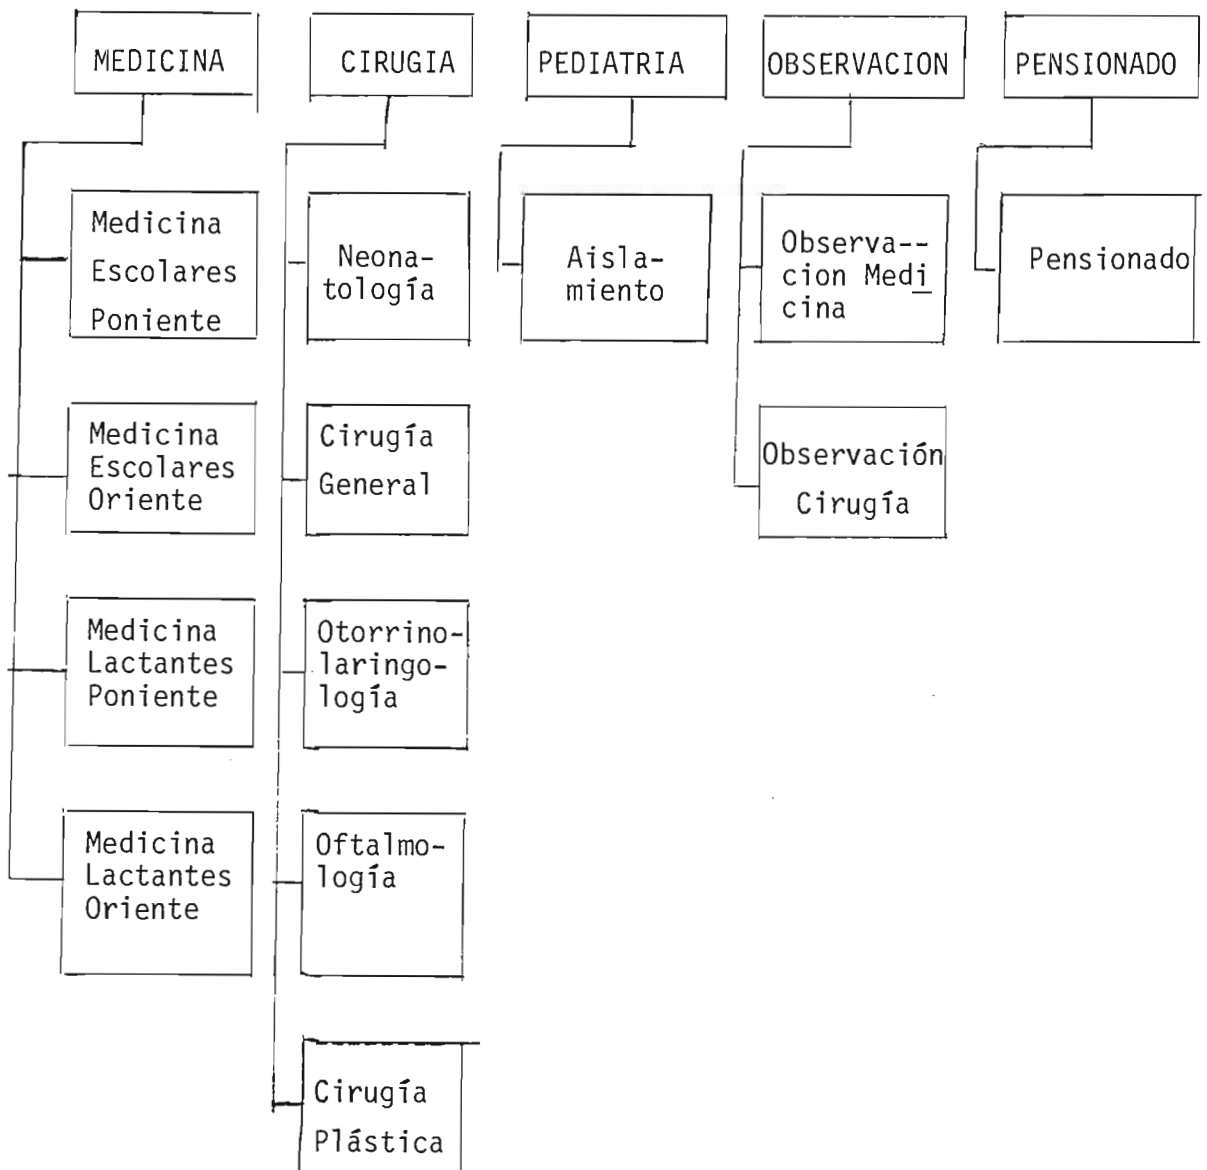 MEDICINA
CIRUGIA
PEDIATRIA
OBSERVACION
PENSIONADO
Medicina
Escolares
Poniente
Medicina
Escolares
Oriente
Medicina
Lactantes
Poniente
Medicina
Lactantes
Oriente
Neona-
tología
Cirugía
General
Otorrino-
laringo-
logía
Oftalmo-
logía
Cirugía
Plástica
Aisla-
miento
Observa--
cion Medi
cina
Observación
Cirugía
Pensionado